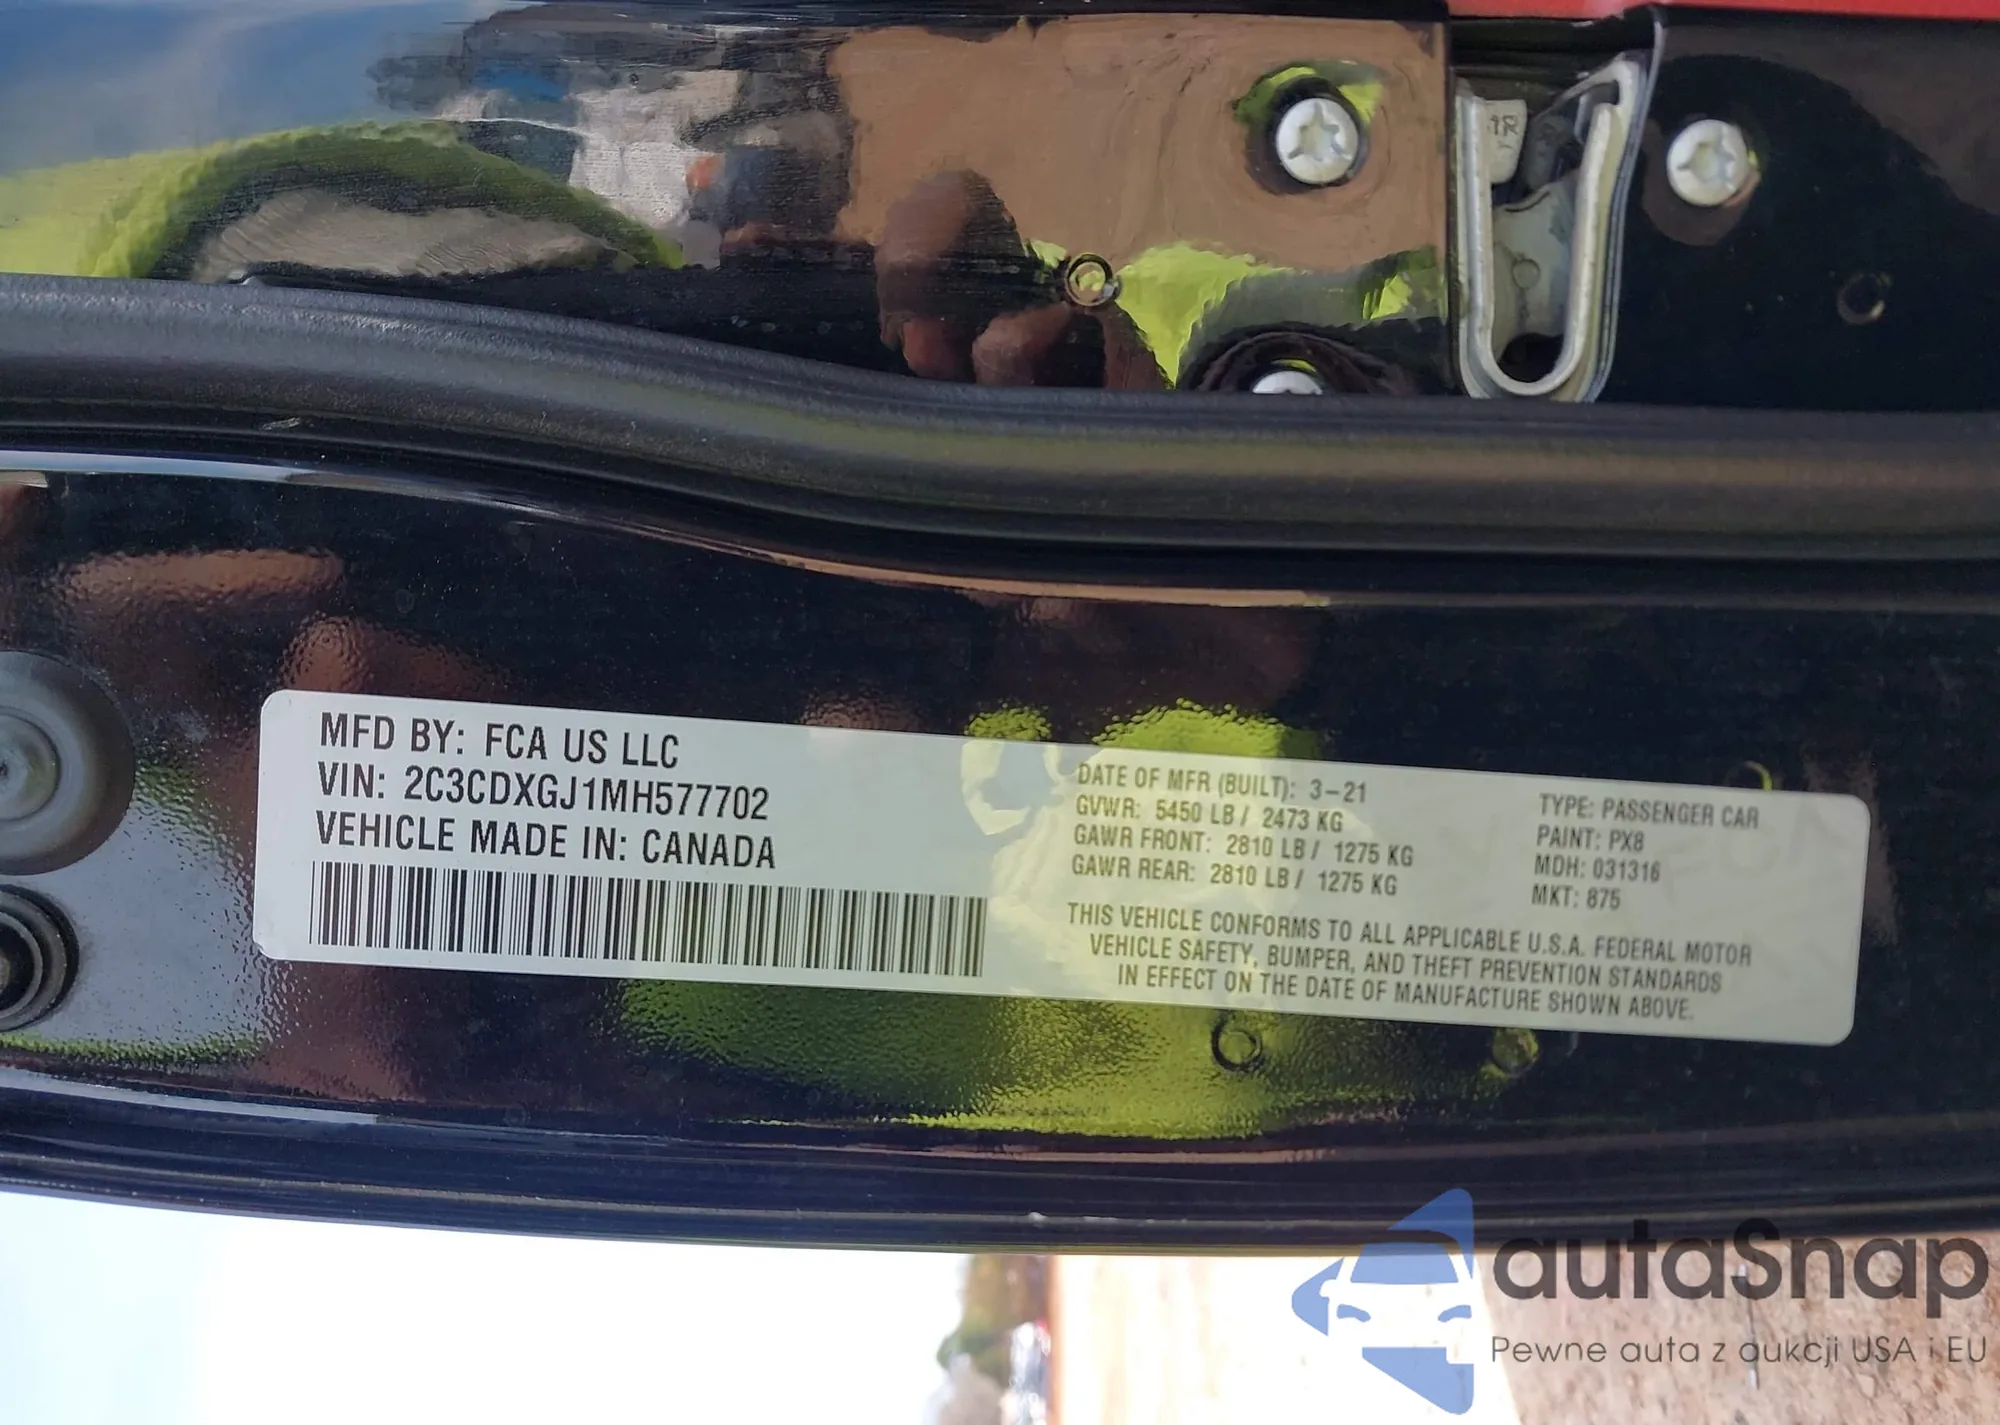 MFD BY: FCA US LLC
VIN: 2C3CDXGJ1MH577702
VEHICLE MADE IN: CANADA
DATE OF MFR (BUILT): 3-21
GVWR: 5450 LB / 2473 KG
GAWR FRONT: 2810 LB / 1275 KG
GAWR REAR: 2810 LB / 1275 KG
TYPE: PASSENGER CAR
PAINT: PX8
MDH: 031316
MKT: 875
THIS VEHICLE CONFORMS TO ALL APPLICABLE U.S.A. FEDERAL MOTOR
VEHICLE SAFETY, BUMPER, AND THEFT PREVENTION STANDARDS
IN EFFECT ON THE DATE OF MANUFACTURE SHOWN ABOVE.
autaSnap
Pewne auta z aukcji USA i EU